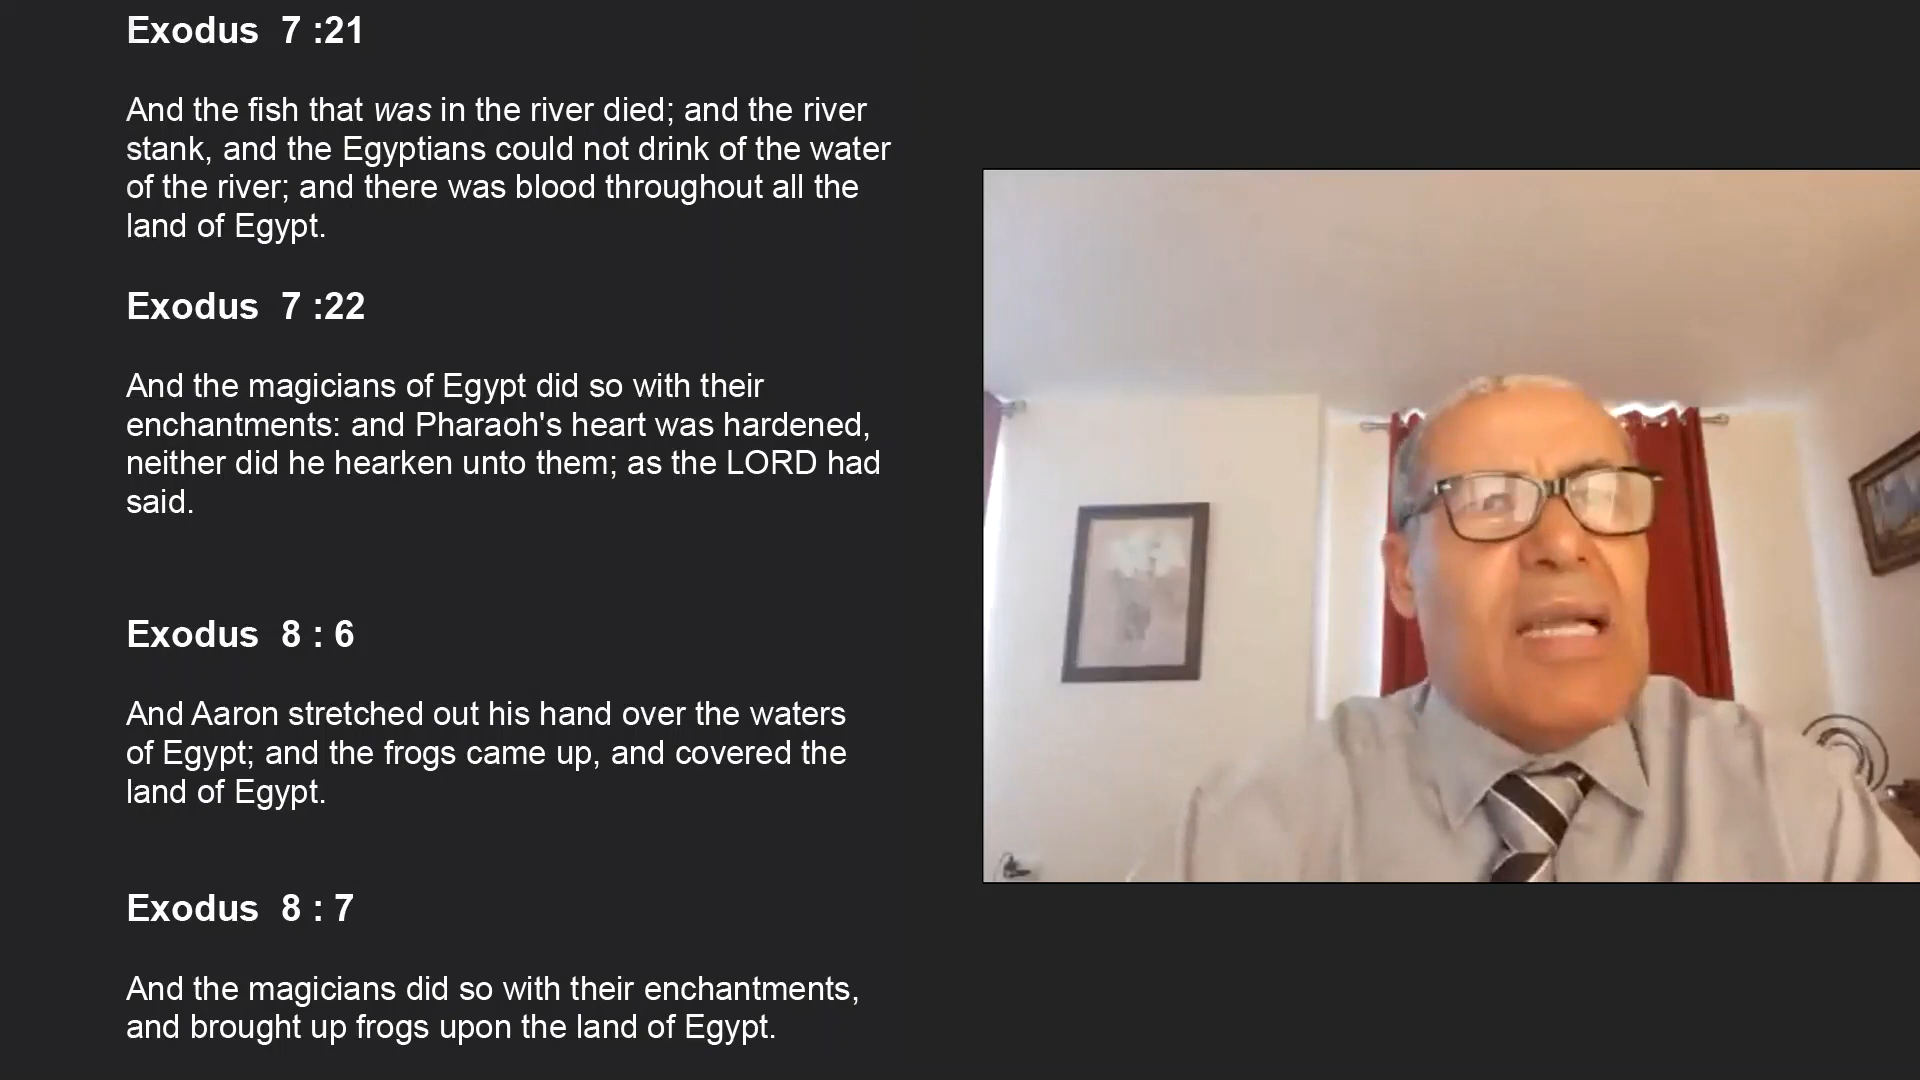 Exodus 7 :21
And the fish that was in the river died; and the river
stank, and the Egyptians could not drink of the water
of the river; and there was blood throughout all the
land of Egypt.
Exodus 7 :22
And the magicians of Egypt did so with their
enchantments: and Pharaoh's heart was hardened,
neither did he hearken unto them; as the LORD had
said.
Exodus 8 : 6
And Aaron stretched out his hand over the waters
of Egypt; and the frogs came up, and covered the
land of Egypt.
Exodus 8 : 7
And the magicians did so with their enchantments,
and brought up frogs upon the land of Egypt.